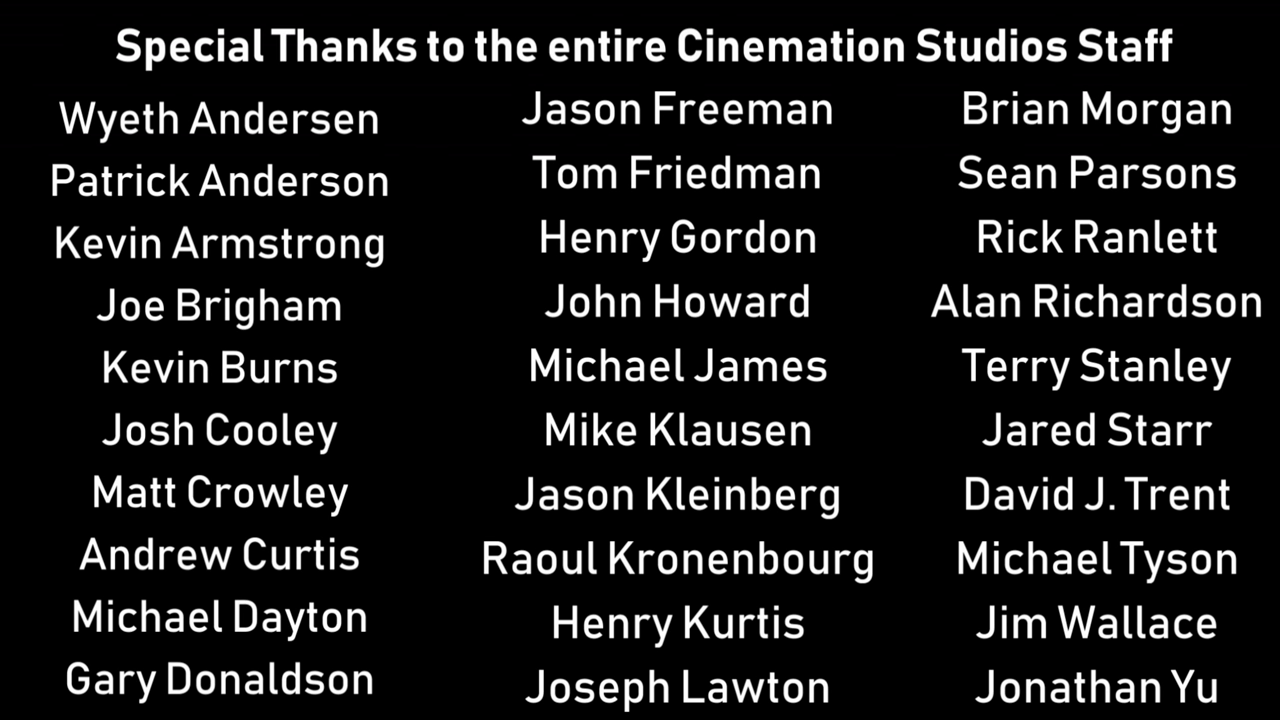 Special Thanks to the entire Cinemation Studios Staff
Wyeth Andersen
Patrick Anderson
Kevin Armstrong
Joe Brigham
Kevin Burns
Josh Cooley
Matt Crowley
Andrew Curtis
Michael Dayton
Gary Donaldson
Jason Freeman
Tom Friedman
Henry Gordon
John Howard
Michael James
Mike Klausen
Jason Kleinberg
Raoul Kronenbourg
Henry Kurtis
Joseph Lawton
Brian Morgan
Sean Parsons
Rick Ranlett
Alan Richardson
Terry Stanley
Jared Starr
David J. Trent
Michael Tyson
Jim Wallace
Jonathan Yu